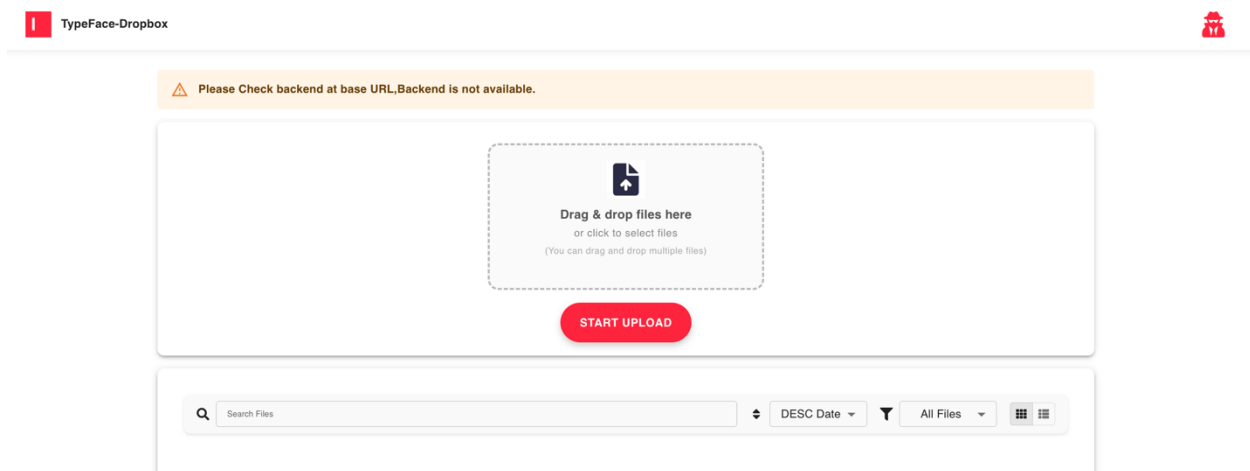 TypeFace-Dropbox
Please Check backend at base URL,Backend is not available.
Drag & drop files here
or click to select files
(You can drag and drop multiple files)
START UPLOAD
Search Files
DESC Date
All Files